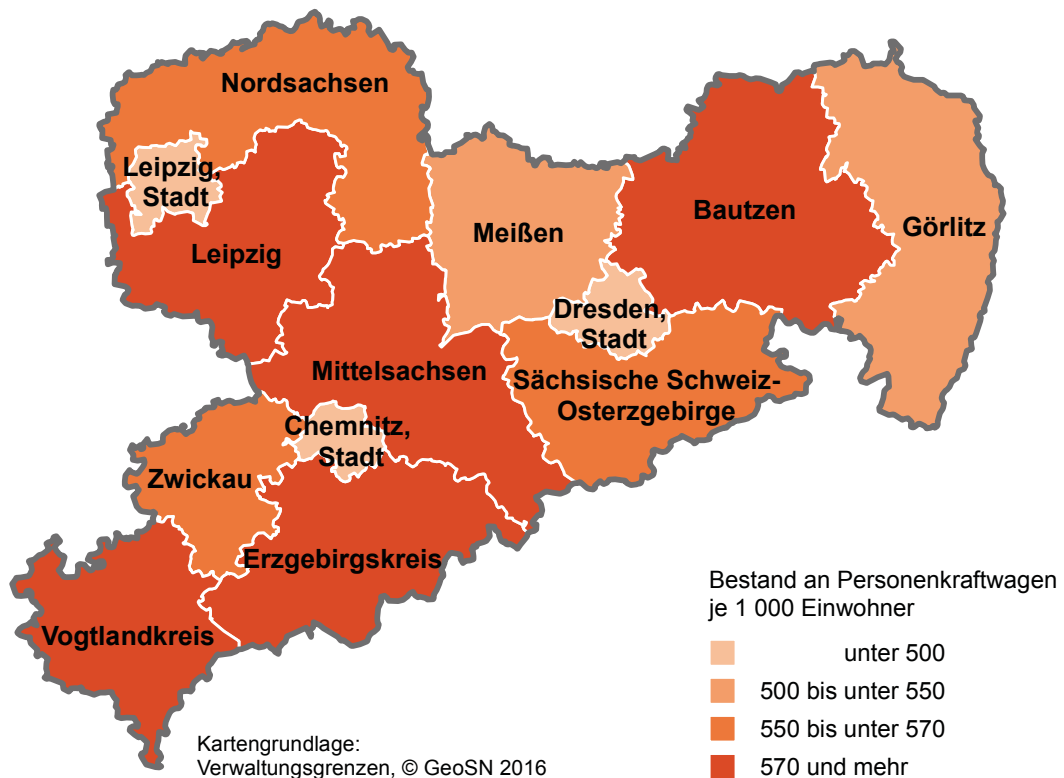 Nordsachsen
Leipzig,
Stadt
Leipzig
Meißen
Bautzen
Görlitz
Dresden,
Stadt
Mittelsachsen
Sächsische Schweiz-
Osterzgebirge
Chemnitz,
Stadt
Zwickau
Erzgebirgskreis
Vogtlandkreis
Bestand an Personenkraftwagen
je 1 000 Einwohner
unter 500
500 bis unter 550
550 bis unter 570
570 und mehr
Kartengrundlage:
Verwaltungsgrenzen, © GeoSN 2016